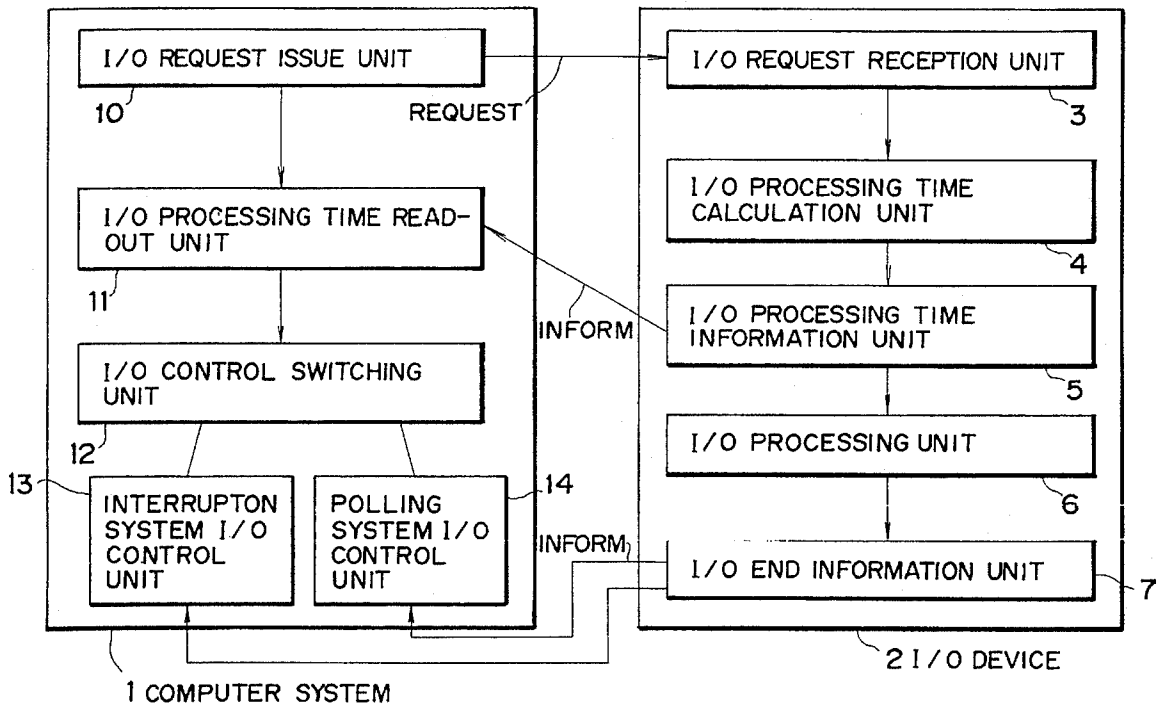 I/O REQUEST ISSUE UNIT
10
REQUEST
I/O REQUEST RECEPTION UNIT
3
I/O PROCESSING TIME
CALCULATION UNIT
4
I/O PROCESSING TIME READ-
OUT UNIT
11
INFORM
I/O PROCESSING TIME
INFORMATION UNIT
5
I/O CONTROL SWITCHING
UNIT
12
I/O PROCESSING UNIT
6
13
INTERRUPTON
SYSTEM I/O
CONTROL
UNIT
14
POLLING
SYSTEM I/O
CONTROL
UNIT
INFORM
I/O END INFORMATION UNIT
7
1 COMPUTER SYSTEM
2 I/O DEVICE